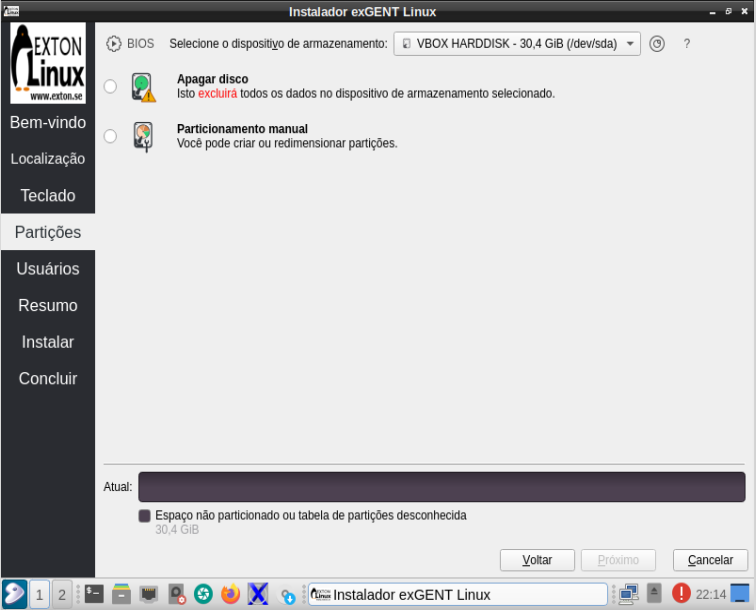 Instalador exGENT Linux
EXTON
Linux
www.exton.se
BIOS
Selecione o dispositivo de armazenamento:
VBOX HARDDISK - 30,4 GiB (/dev/sda)
?
Bem-vindo
Localização
Teclado
Partições
Usuários
Resumo
Instalar
Concluir
Apagar disco
Isto excluirá todos os dados no dispositivo de armazenamento selecionado.
Particionamento manual
Você pode criar ou redimensionar partições.
Atual:
Espaço não particionado ou tabela de partições desconhecida
30,4 GiB
Voltar
Próximo
Cancelar
1
2
Instalador exGENT Linux
22:14